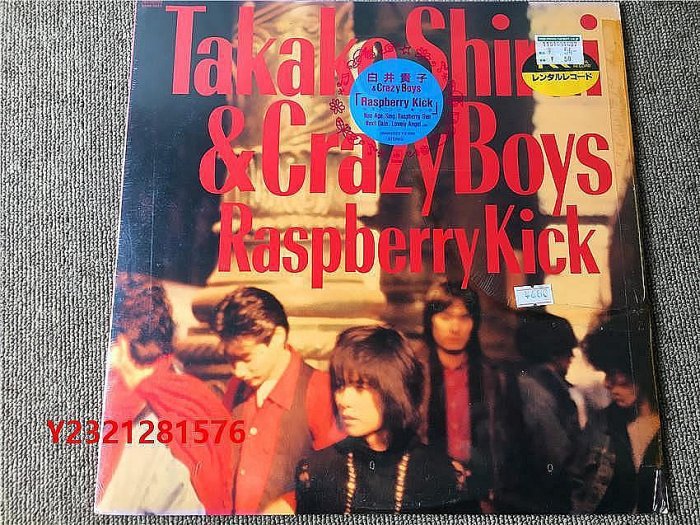 Takako Shirai
& Crazy Boys
Raspberry Kick
白井貴子
& Crazy Boys
「Raspberry Kick」
レンタルレコード
Y2321281576